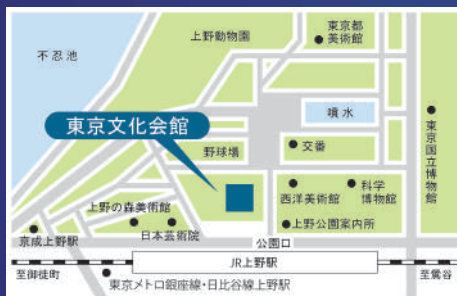 上野動物園
東京都
美術館
不忍池
噴水
東京文化会館
東京国立博物館
交番
野球場
西洋美術館
科学
博物館
上野の森美術館
上野公園案内所
京成上野駅
日本芸術院
公園口
JR上野駅
至御徒町
至鶯谷
東京メトロ銀座線・日比谷線上野駅